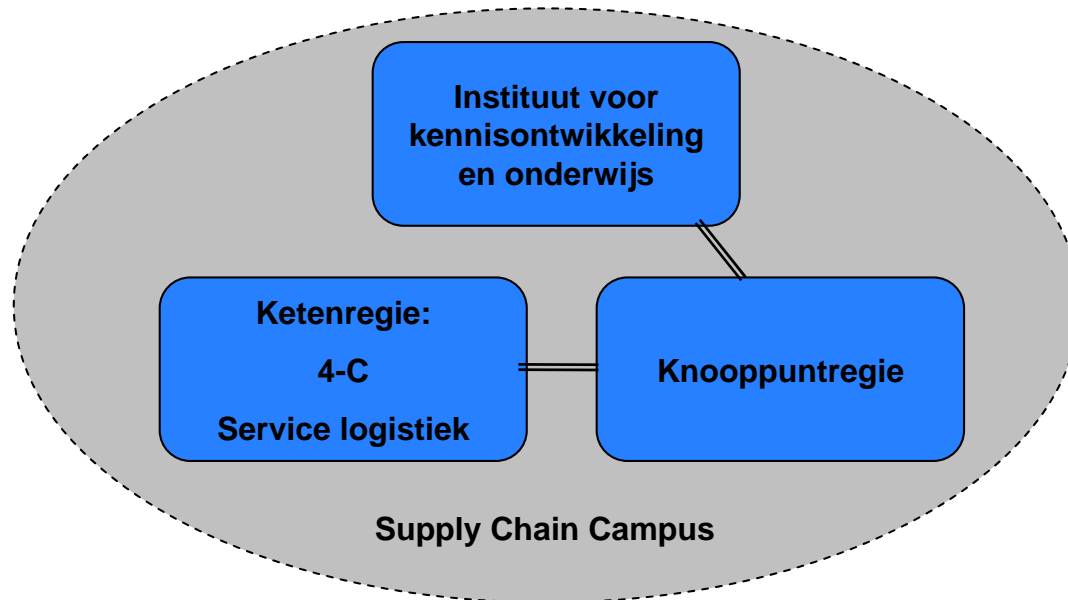 Instituut voor
kennisontwikkeling
en onderwijs
Ketenregie:
4-C
Service logistiek
Knooppuntregie
Supply Chain Campus